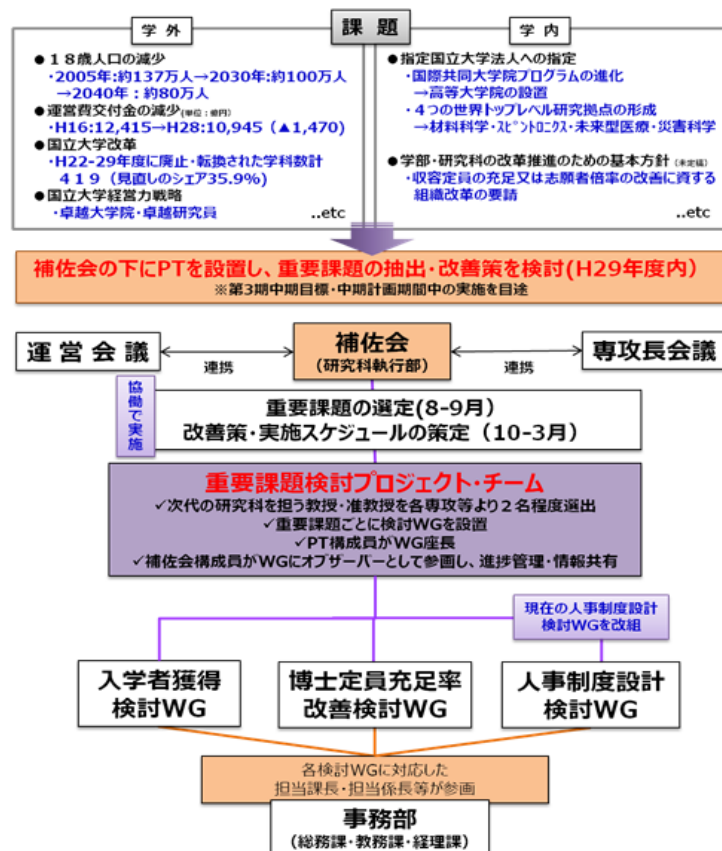 課題
学外
●１８歳人口の減少
・2005年:約137万人→2030年:約100万人
→2040年：約80万人
●運営費交付金の減少(単位：億円)
・H16:12,415→H28:10,945（▲1,470）
●国立大学改革
・H22-29年度に廃止・転換された学科数計
４１９（見直しのシェア35.9%）
●国立大学経営力戦略
・卓越大学院・卓越研究員
..etc
学内
●指定国立大学法人への指定
・国際共同大学院プログラムの進化
→高等大学院の設置
・４つの世界トップレベル研究拠点の形成
→材料科学・ｽﾋﾟﾝﾄﾛﾆｸｽ・未来型医療・災害科学
●学部・研究科の改革推進のための基本方針（未定稿）
・収容定員の充足又は志願者倍率の改善に資する
組織改革の要請
..etc
補佐会の下にPTを設置し、重要課題の抽出・改善策を検討(H29年度内）
※第3期中期目標・中期計画期間中の実施を目途
運営会議
連携
補佐会
（研究科執行部）
連携
専攻長会議
協働で実施
重要課題の選定(8-9月）
改善策・実施スケジュールの策定（10-3月）
重要課題検討プロジェクト・チーム
✓次代の研究科を担う教授・准教授を各専攻等より２名程度選出
✓重要課題ごとに検討WGを設置
✓PT構成員がWG座長
✓補佐会構成員がWGにオブザーバーとして参画し、進捗管理・情報共有
現在の人事制度設計
検討WGを改組
入学者獲得
検討WG
博士定員充足率
改善検討WG
人事制度設計
検討WG
各検討WGに対応した
担当課長・担当係長等が参画
事務部
（総務課・教務課・経理課）